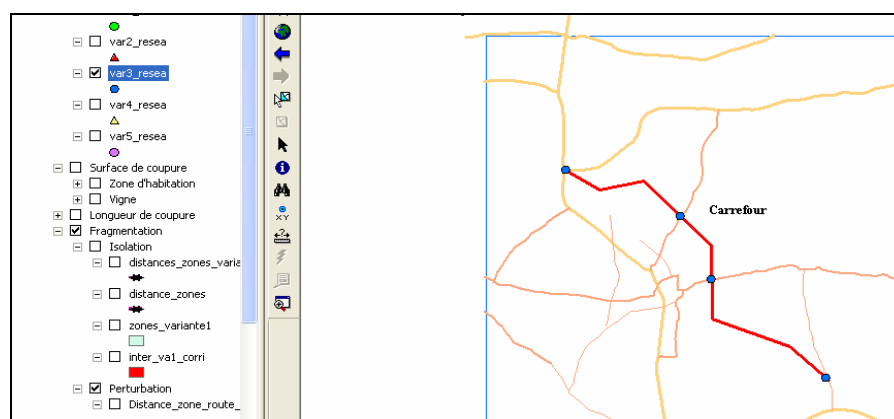 var2_resea
var3_resea
var4_resea
var5_resea
Surface de coupure
Zone d'habitation
Vigne
Longueur de coupure
Fragmentation
Isolation
distances_zones_varia
distance_zones
zones_variante1
inter_va1_corri
Perturbation
Distance_zone_route_
XY
Carrefour